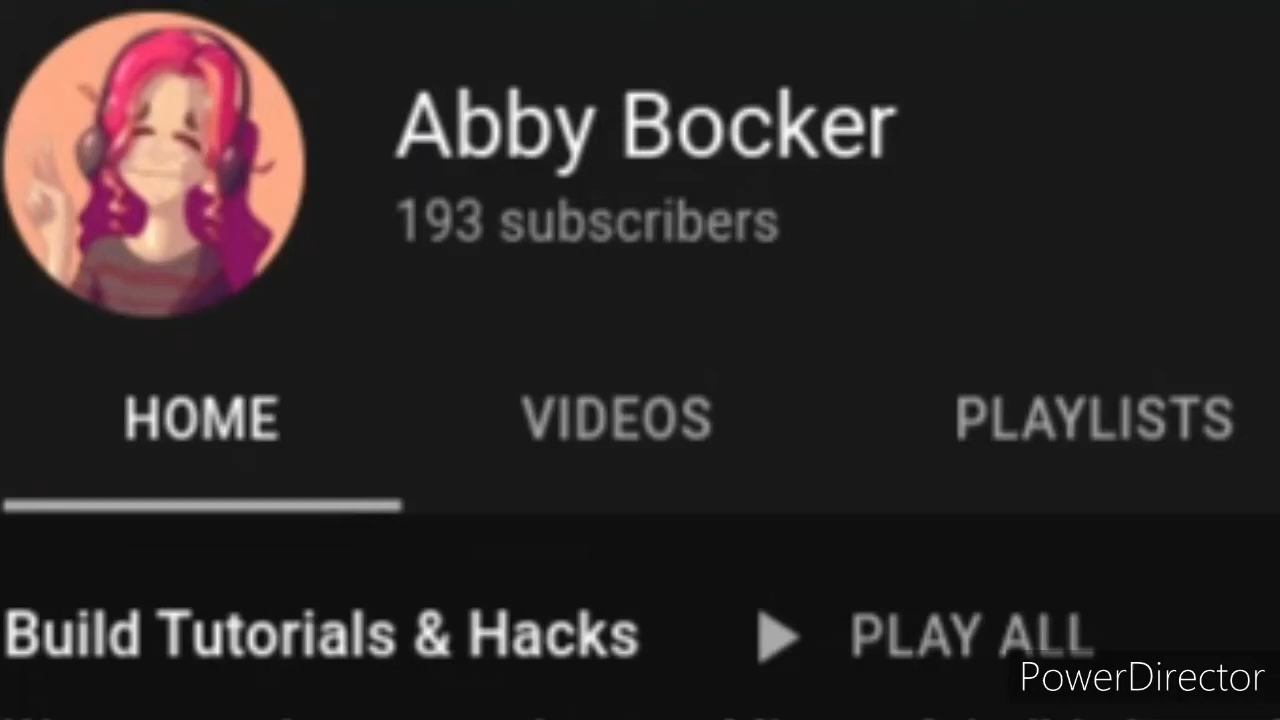 Abby Bocker
193 subscribers
HOME VIDEOS PLAYLISTS
Build Tutorials & Hacks PLAY ALL
PowerDirector